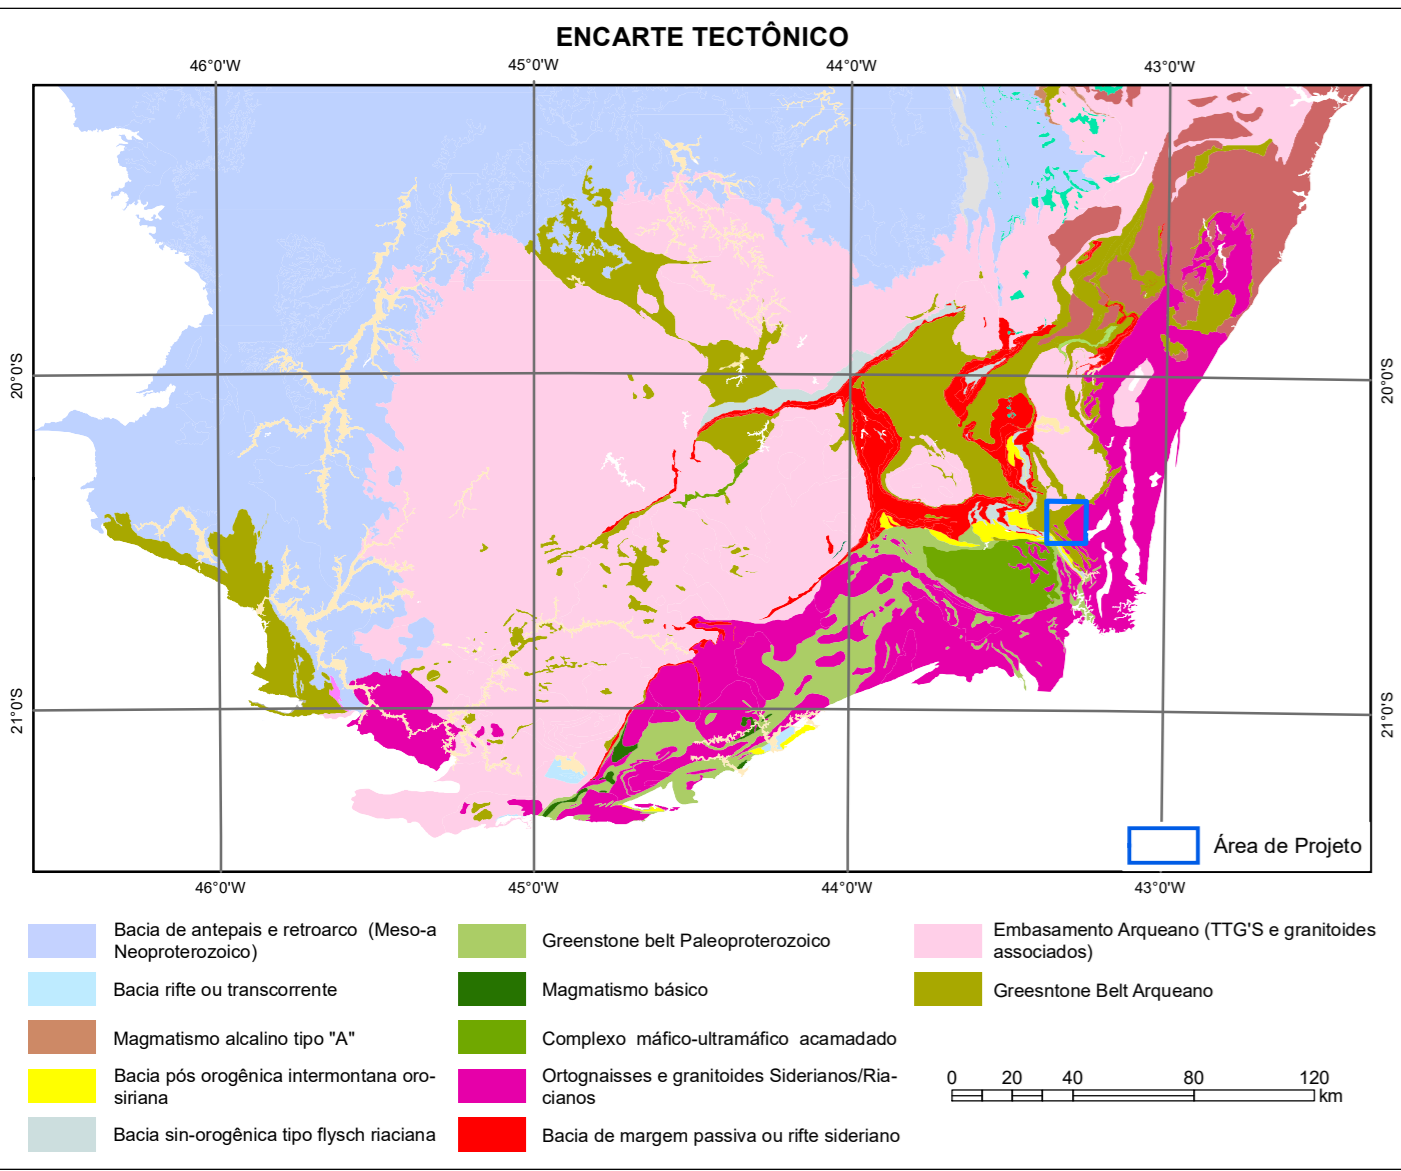 ENCARTE TECTÔNICO
46°0'W 45°0'W 44°0'W 43°0'W
20°0'S 20°0'S
21°0'S 21°0'S
Área de Projeto
46°0'W 45°0'W 44°0'W 43°0'W
Bacia de antepais e retroarco (Meso-a
Neoproterozoico)
Bacia rifte ou transcorrente
Magmatismo alcalino tipo "A"
Bacia pós orogênica intermontana oro-
siriana
Bacia sin-orogênica tipo flysch riaciana
Greenstone belt Paleoproterozoico
Magmatismo básico
Complexo máfico-ultramáfico acamadado
Ortognaisses e granitoides Siderianos/Ria-
cianos
Bacia de margem passiva ou rifte sideriano
Embasamento Arqueano (TTG'S e granitoides
associados)
Greesntone Belt Arqueano
0 20 40 80 120
km